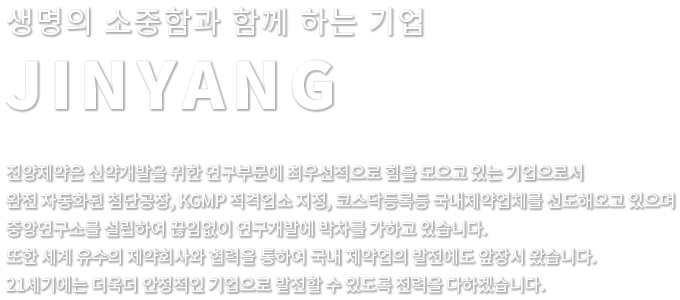 생명의 소중함과 함께 하는 기업
JINYANG
진양제약은 신약개발을 위한 연구부문에 최우선적으로 힘을 모으고 있는 기업으로서
완전 자동화된 첨단공장, KGMP 적격업소 지정, 코스닥등록등 국내제약업체를 선도해오고 있으며
중앙연구소를 설립하여 끊임없이 연구개발에 박차를 가하고 있습니다.
또한 세계 유수의 제약회사와 협력을 통하여 국내 제약업의 발전에도 앞장서 왔습니다.
21세기에는 더욱더 안정적인 기업으로 발전할 수 있도록 전력을 다하겠습니다.